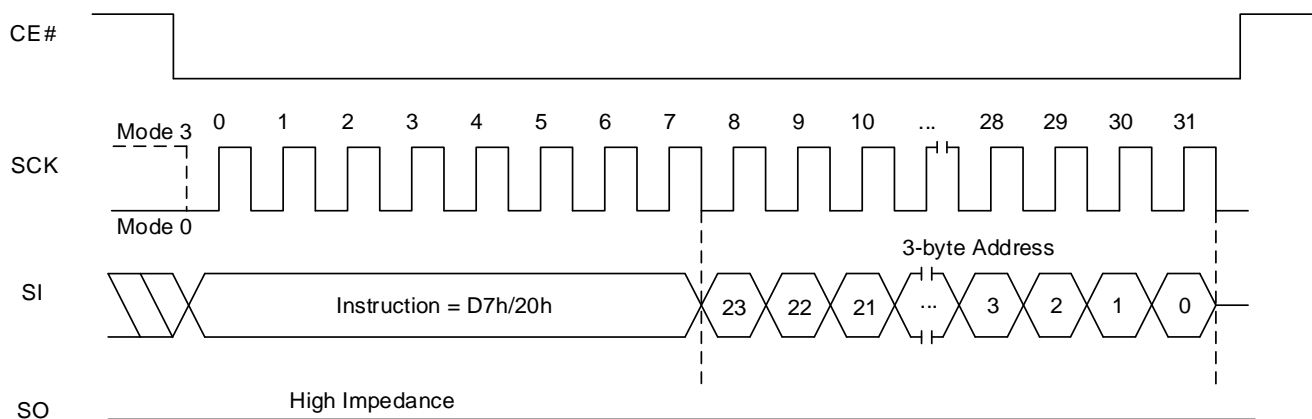 CE#
Mode 3
0 1 2 3 4 5 6 7 8 9 10 ... 28 29 30 31
SCK
Mode 0
3-byte Address
SI
Instruction = D7h/20h
23 22 21 ... 3 2 1 0
SO
High Impedance